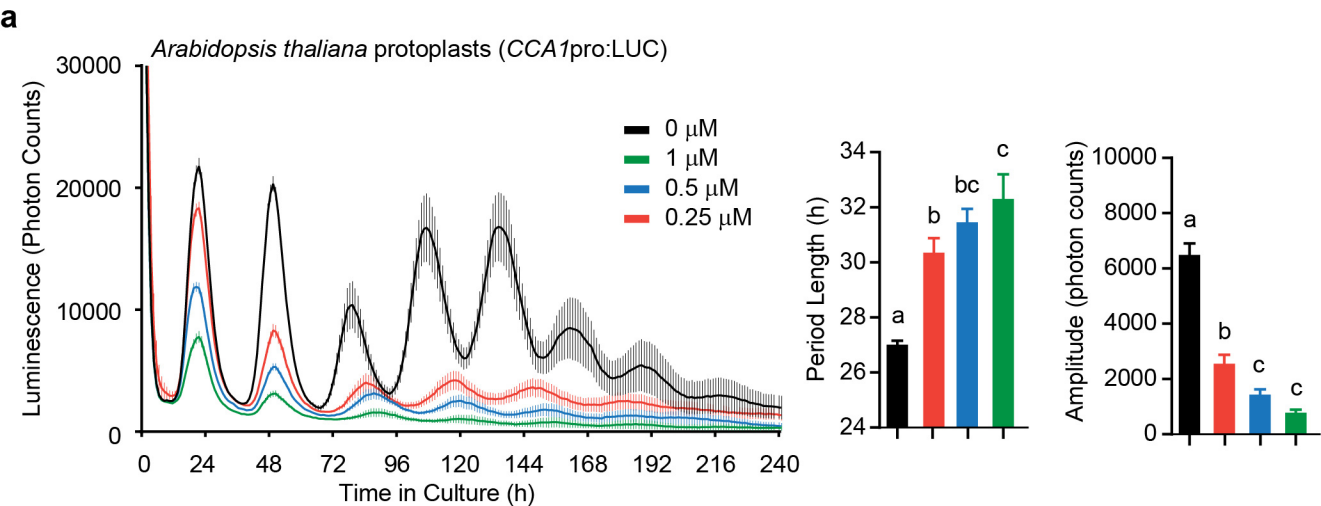 a
Arabidopsis thaliana protoplasts (CCA1pro:LUC)
Luminescence (Photon Counts)
30000
20000
10000
0
0 24 48 72 96 120 144 168 192 216 240
Time in Culture (h)
0 μM
1 μM
0.5 μM
0.25 μM
Period Length (h)
34
32
30
28
26
24
a
b
bc
c
Amplitude (photon counts)
10000
8000
6000
4000
2000
0
a
b
c
c